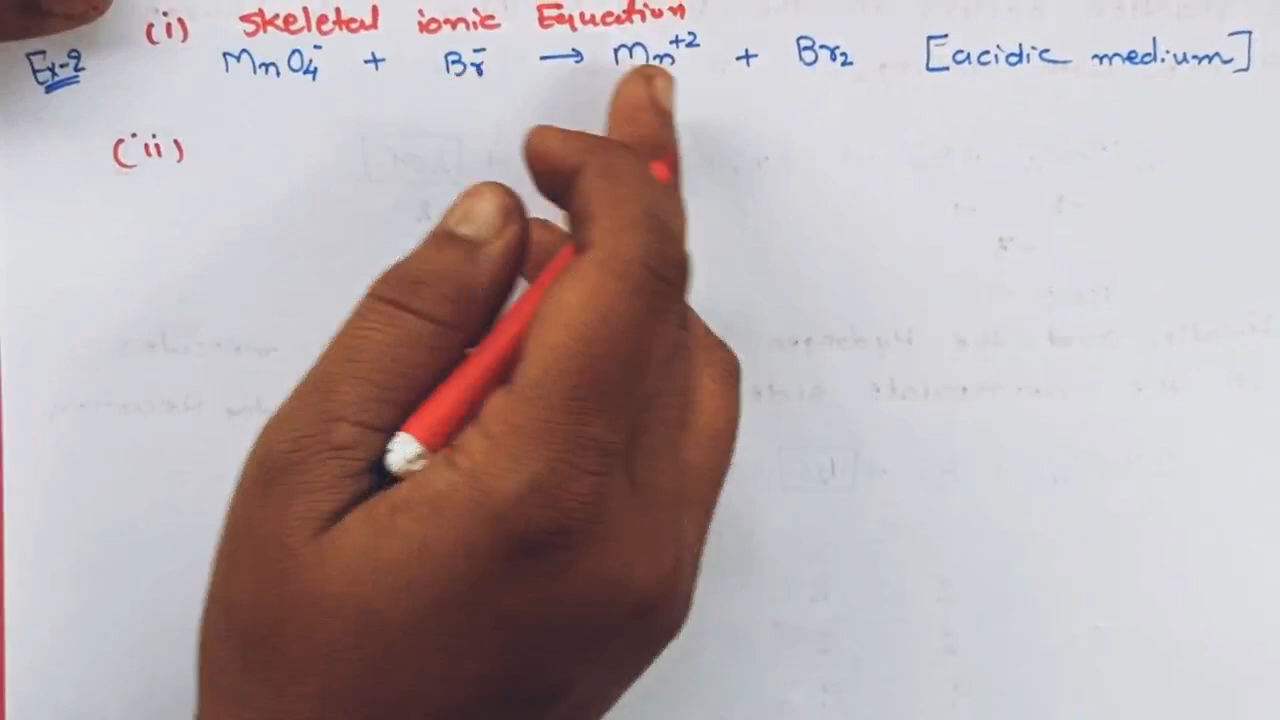 (i) Skeletal ionic Equation
Ex-2 MnO4⁻ + Br⁻ → Mn⁺² + Br2 [acidic medium]
(ii)